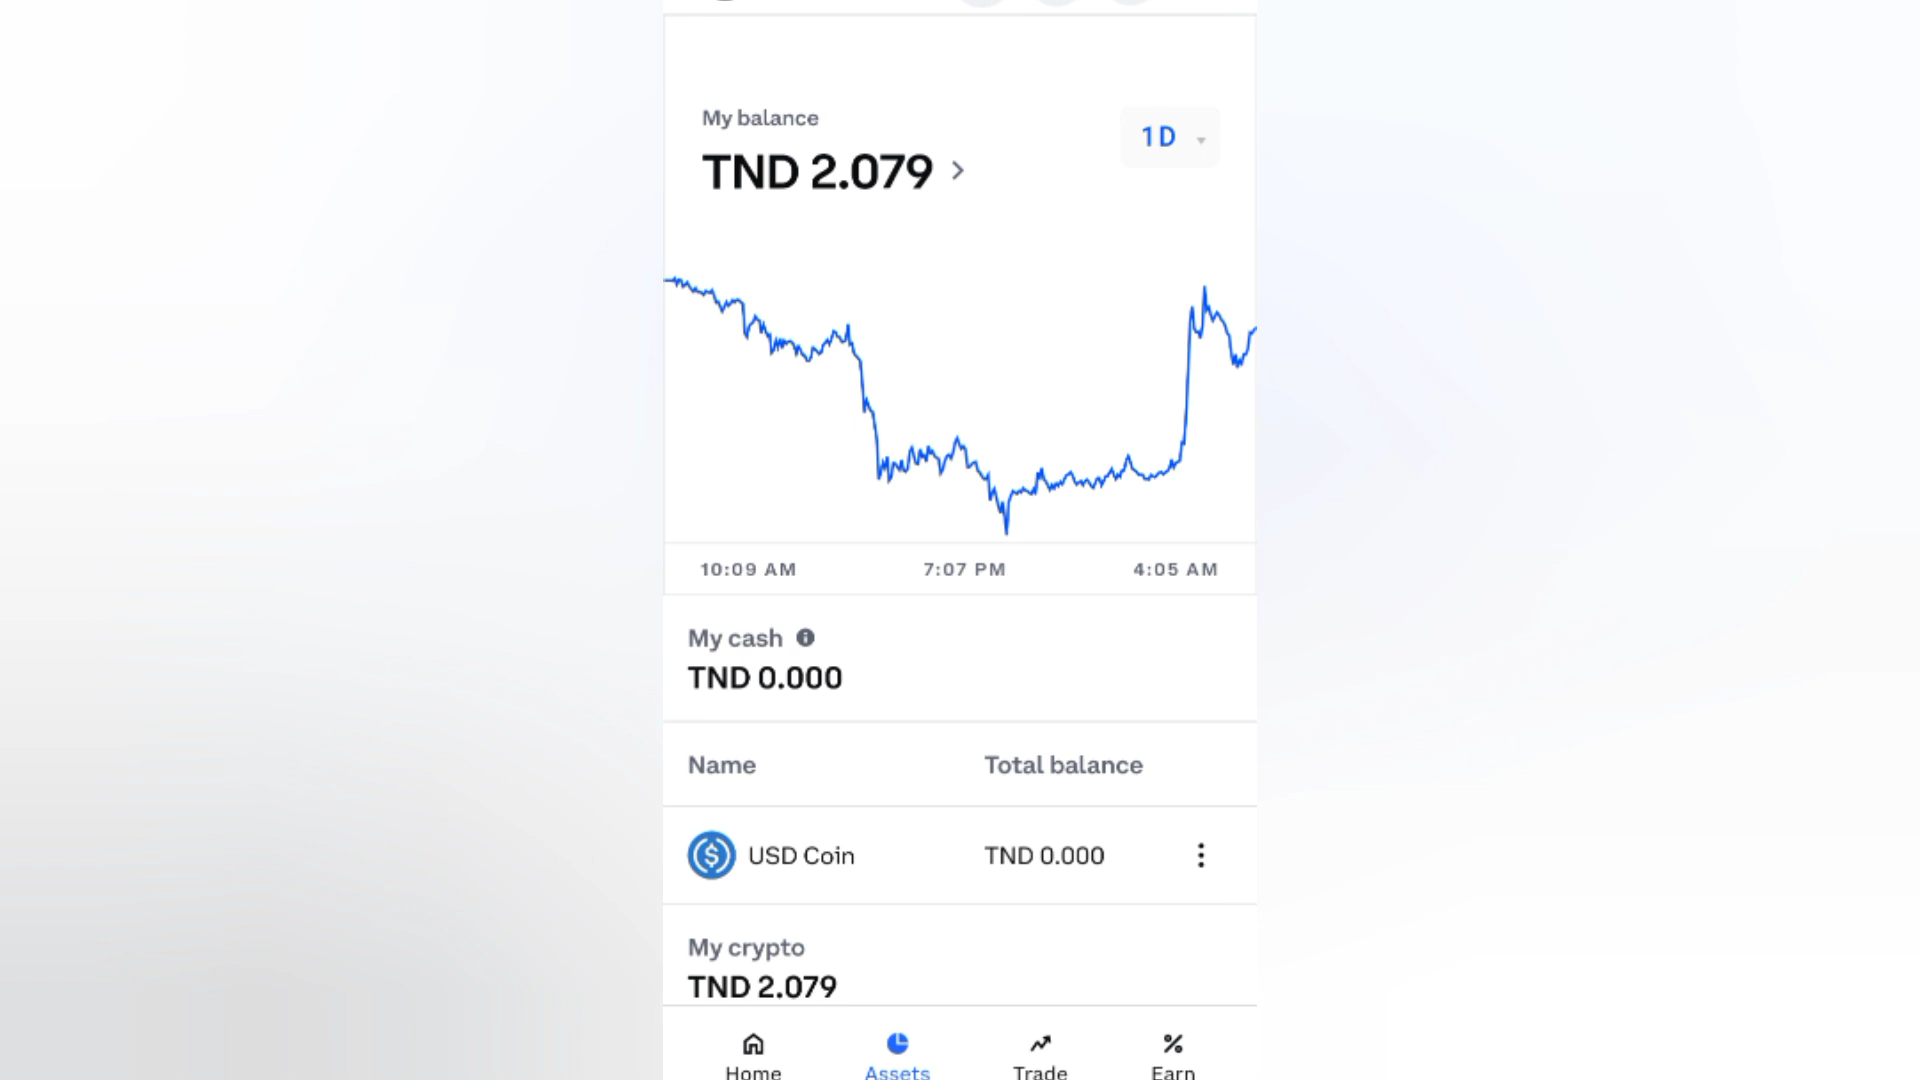 My balance
1D
TND 2.079
10:09 AM 7:07 PM 4:05 AM
My cash
TND 0.000
Name Total balance
USD Coin TND 0.000
My crypto
TND 2.079
Home Assets Trade Earn